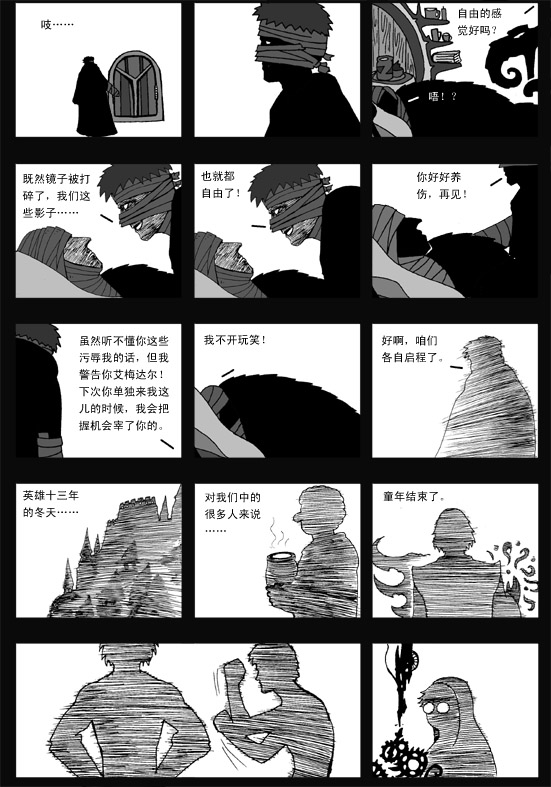 吱……
自由的感
觉好吗？
唔！？
既然镜子被打
碎了，我们这
些影子……
也就都
自由了！
你好好养
伤，再见！
虽然听不懂你这些
污辱我的话，但我
警告你艾梅达尔！
下次你单独来我这
儿的时候，我会把
握机会宰了你的。
我不开玩笑！
好啊，咱们
各自启程了。
英雄十三年
的冬天……
对我们中的
很多人来说
……
童年结束了。